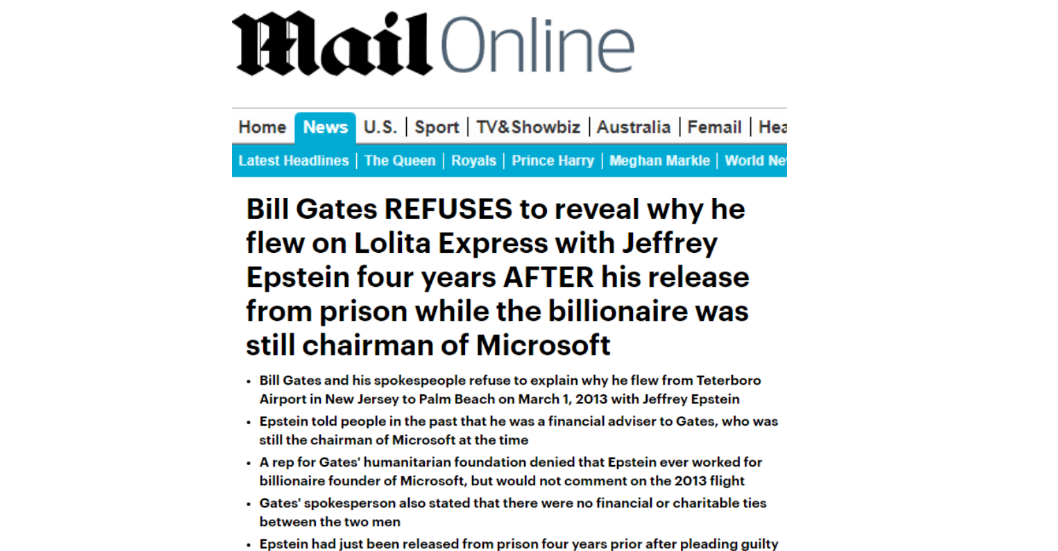 Mail Online
Home News U.S. Sport TV&Showbiz Australia Femail Hea
Latest Headlines The Queen Royals Prince Harry Meghan Markle World Ne
Bill Gates REFUSES to reveal why he
flew on Lolita Express with Jeffrey
Epstein four years AFTER his release
from prison while the billionaire was
still chairman of Microsoft
• Bill Gates and his spokespeople refuse to explain why he flew from Teterboro
Airport in New Jersey to Palm Beach on March 1, 2013 with Jeffrey Epstein
• Epstein told people in the past that he was a financial adviser to Gates, who was
still the chairman of Microsoft at the time
• A rep for Gates' humanitarian foundation denied that Epstein ever worked for
billionaire founder of Microsoft, but would not comment on the 2013 flight
• Gates' spokesperson also stated that there were no financial or charitable ties
between the two men
• Epstein had just been released from prison four years prior after pleading guilty